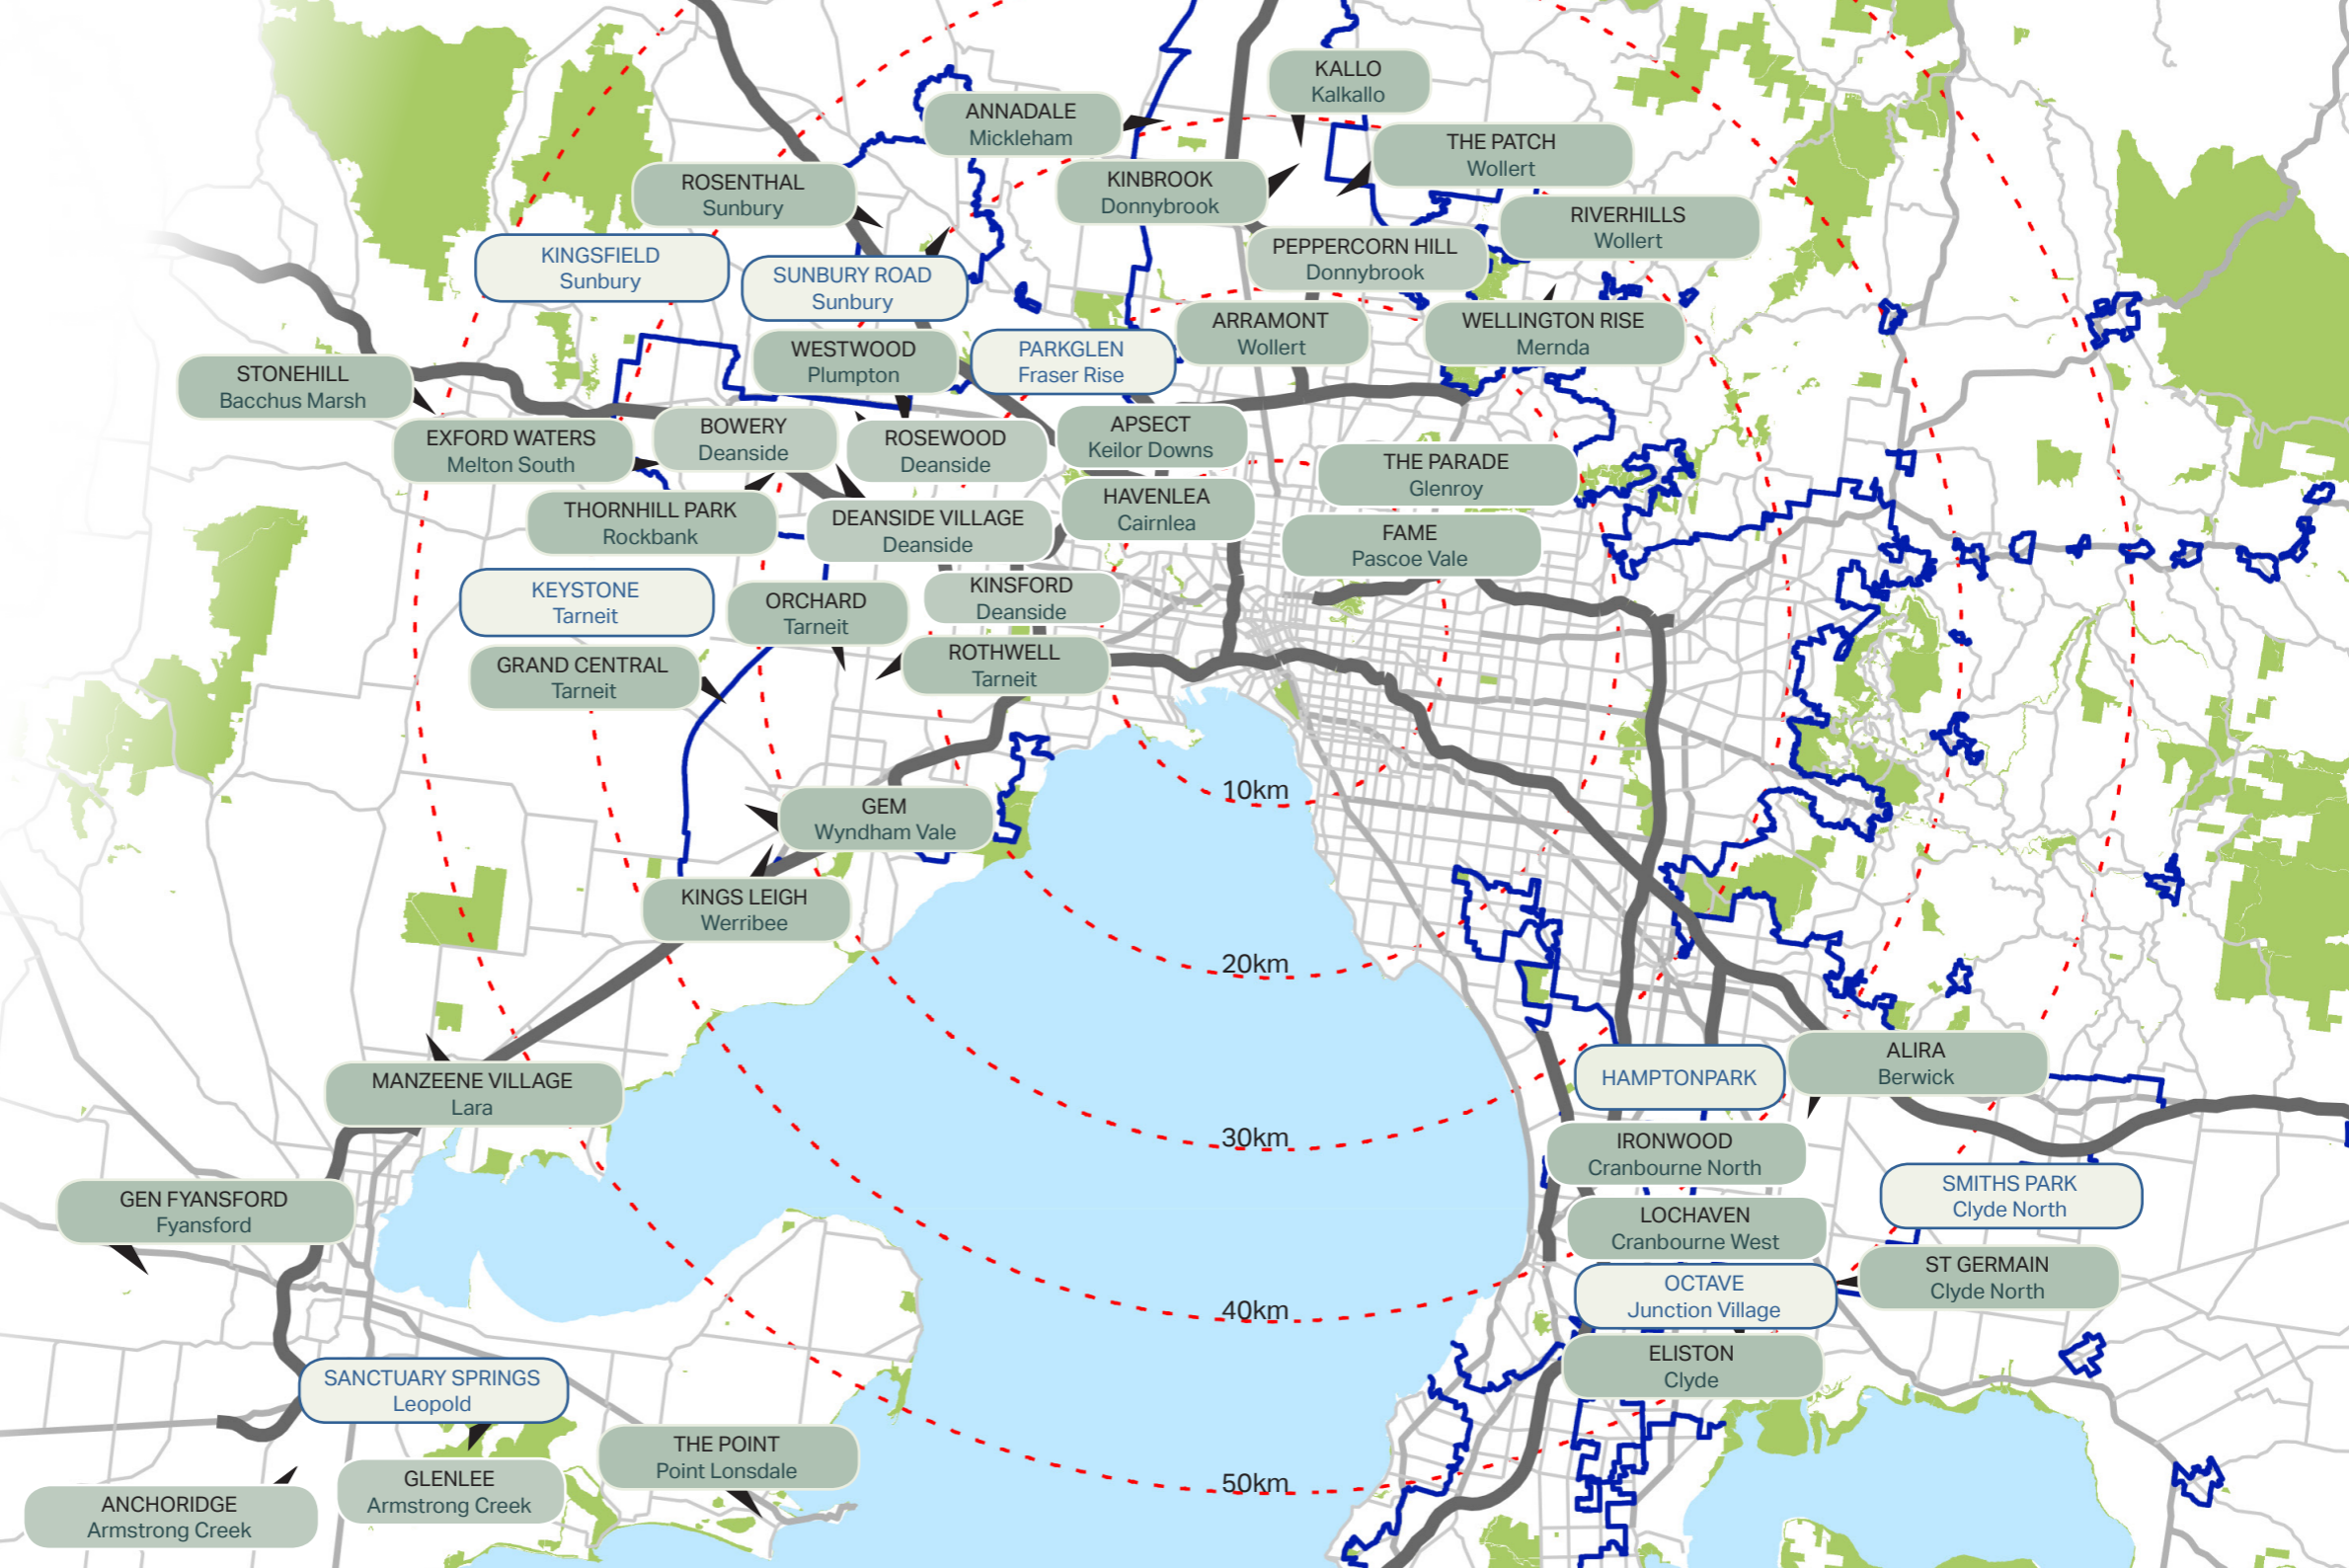 KALLO
Kalkallo
ANNADALE
Mickleham
THE PATCH
Wollert
ROSENTHAL
Sunbury
KINBROOK
Donnybrook
RIVERHILLS
Wollert
KINGSFIELD
Sunbury
SUNBURY ROAD
Sunbury
PEPPERCORN HILL
Donnybrook
ARRAMONT
Wollert
WELLINGTON RISE
Mernda
WESTWOOD
Plumpton
PARKGLEN
Fraser Rise
STONEHILL
Bacchus Marsh
EXFORD WATERS
Melton South
BOWERY
Deanside
ROSEWOOD
Deanside
APSECT
Keilor Downs
THE PARADE
Glenroy
THORNHILL PARK
Rockbank
DEANSIDE VILLAGE
Deanside
HAVENLEA
Cairnlea
FAME
Pascoe Vale
KEYSTONE
Tarneit
ORCHARD
Tarneit
KINSFORD
Deanside
GRAND CENTRAL
Tarneit
ROTHWELL
Tarneit
10km
GEM
Wyndham Vale
KINGS LEIGH
Werribee
20km
MANZEENE VILLAGE
Lara
HAMPTONPARK
ALIRA
Berwick
30km
IRONWOOD
Cranbourne North
GEN FYANSFORD
Fyansford
SMITHS PARK
Clyde North
LOCHAVEN
Cranbourne West
40km
OCTAVE
Junction Village
ST GERMAIN
Clyde North
ELISTON
Clyde
SANCTUARY SPRINGS
Leopold
THE POINT
Point Lonsdale
50km
GLENLEE
Armstrong Creek
ANCHORIDGE
Armstrong Creek